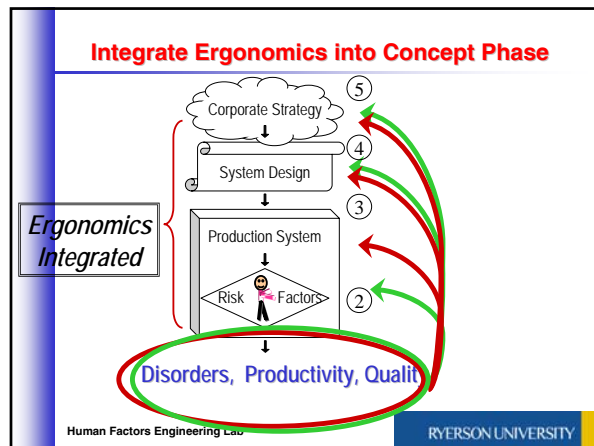 Integrate Ergonomics into Concept Phase
5
Corporate Strategy
4
System Design
3
Ergonomics
Integrated
Production System
Risk Factors
2
Disorders, Productivity, Qualit
Human Factors Engineering Lab
RYERSON UNIVERSITY